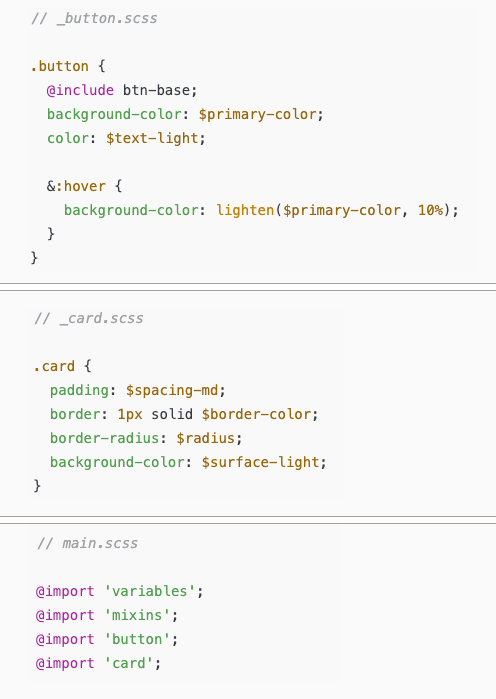 // _button.scss
.button {
@include btn-base;
background-color: $primary-color;
color: $text-light;
&:hover {
background-color: lighten($primary-color, 10%);
}
}
// _card.scss
.card {
padding: $spacing-md;
border: 1px solid $border-color;
border-radius: $radius;
background-color: $surface-light;
}
// main.scss
@import 'variables';
@import 'mixins';
@import 'button';
@import 'card';